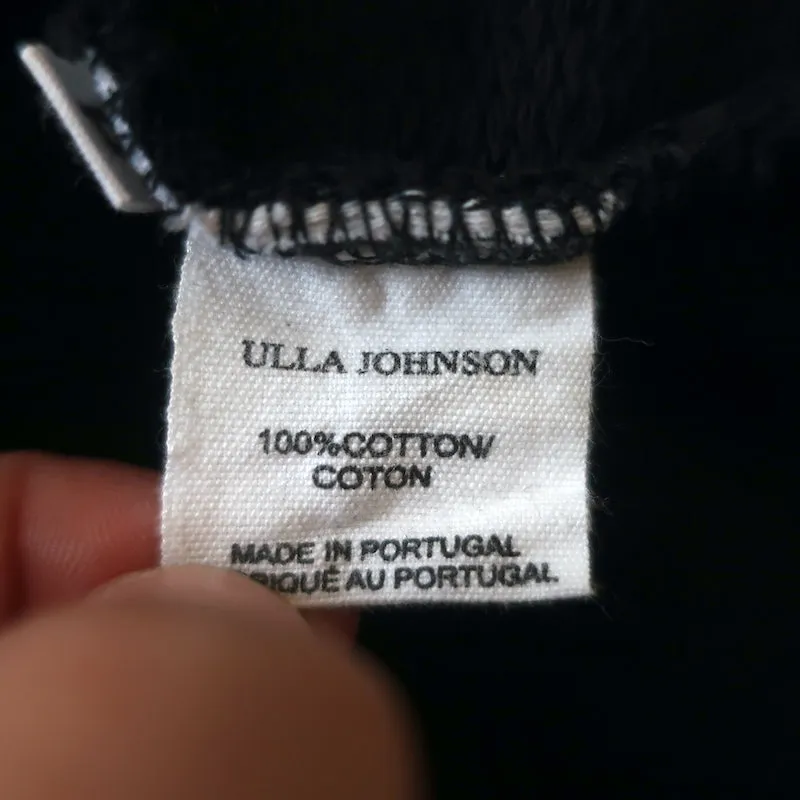 ULLA JOHNSON
100%COTTON/
COTON
MADE IN PORTUGAL
AU PORTUGAL